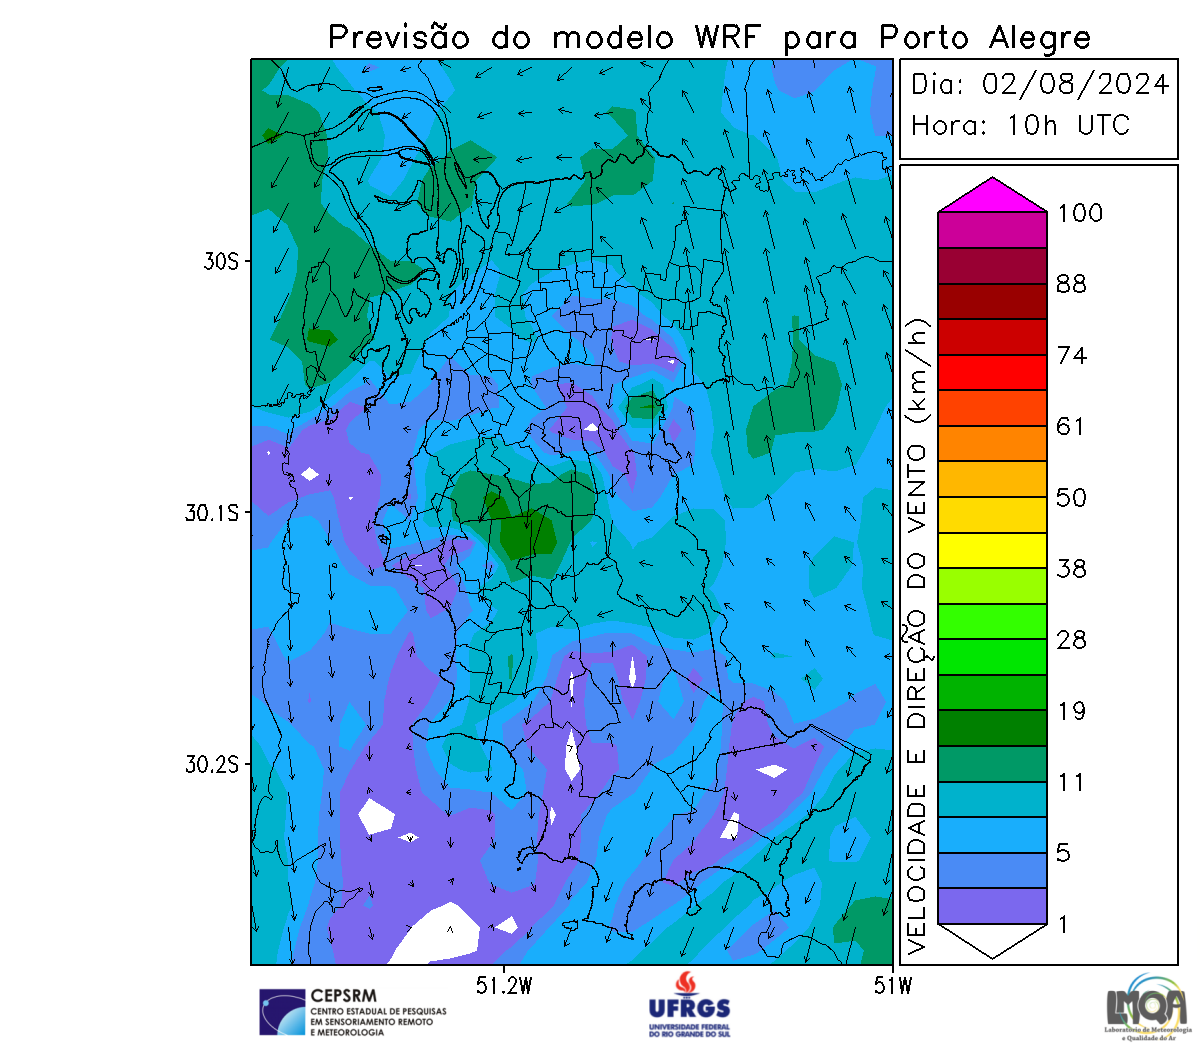 Previsão do modelo WRF para Porto Alegre
Dia: 02/08/2024
Hora: 10h UTC
30S
30.1S
30.2S
51.2W
51W
VELOCIDADE E DIREÇÃO DO VENTO (km/h)
100
88
74
61
50
38
28
19
11
5
1
CEPSRM
CENTRO ESTADUAL DE PESQUISAS
EM SENSORIAMENTO REMOTO
E METEOROLOGIA
UFRGS
UNIVERSIDADE FEDERAL
DO RIO GRANDE DO SUL
LMQA
Laboratório de Meteorologia
e Qualidade do Ar